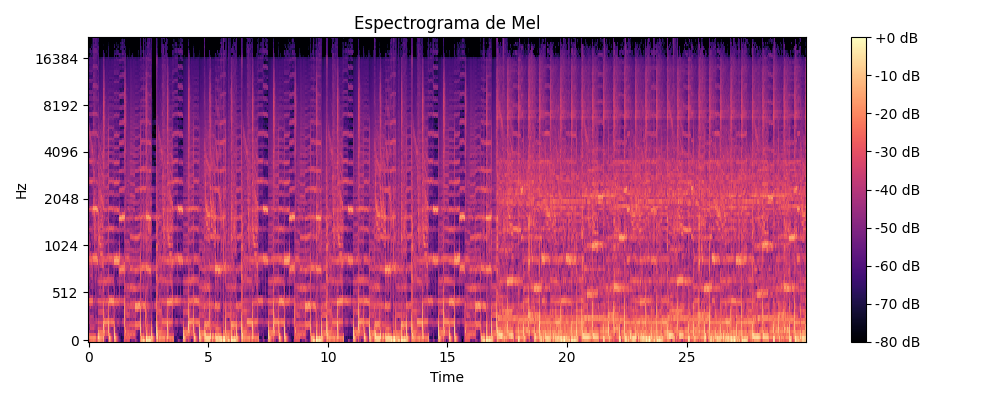 Espectrograma de Mel
Hz
16384
8192
4096
2048
1024
512
0
0 5 10 15 20 25
Time
+0 dB
-10 dB
-20 dB
-30 dB
-40 dB
-50 dB
-60 dB
-70 dB
-80 dB